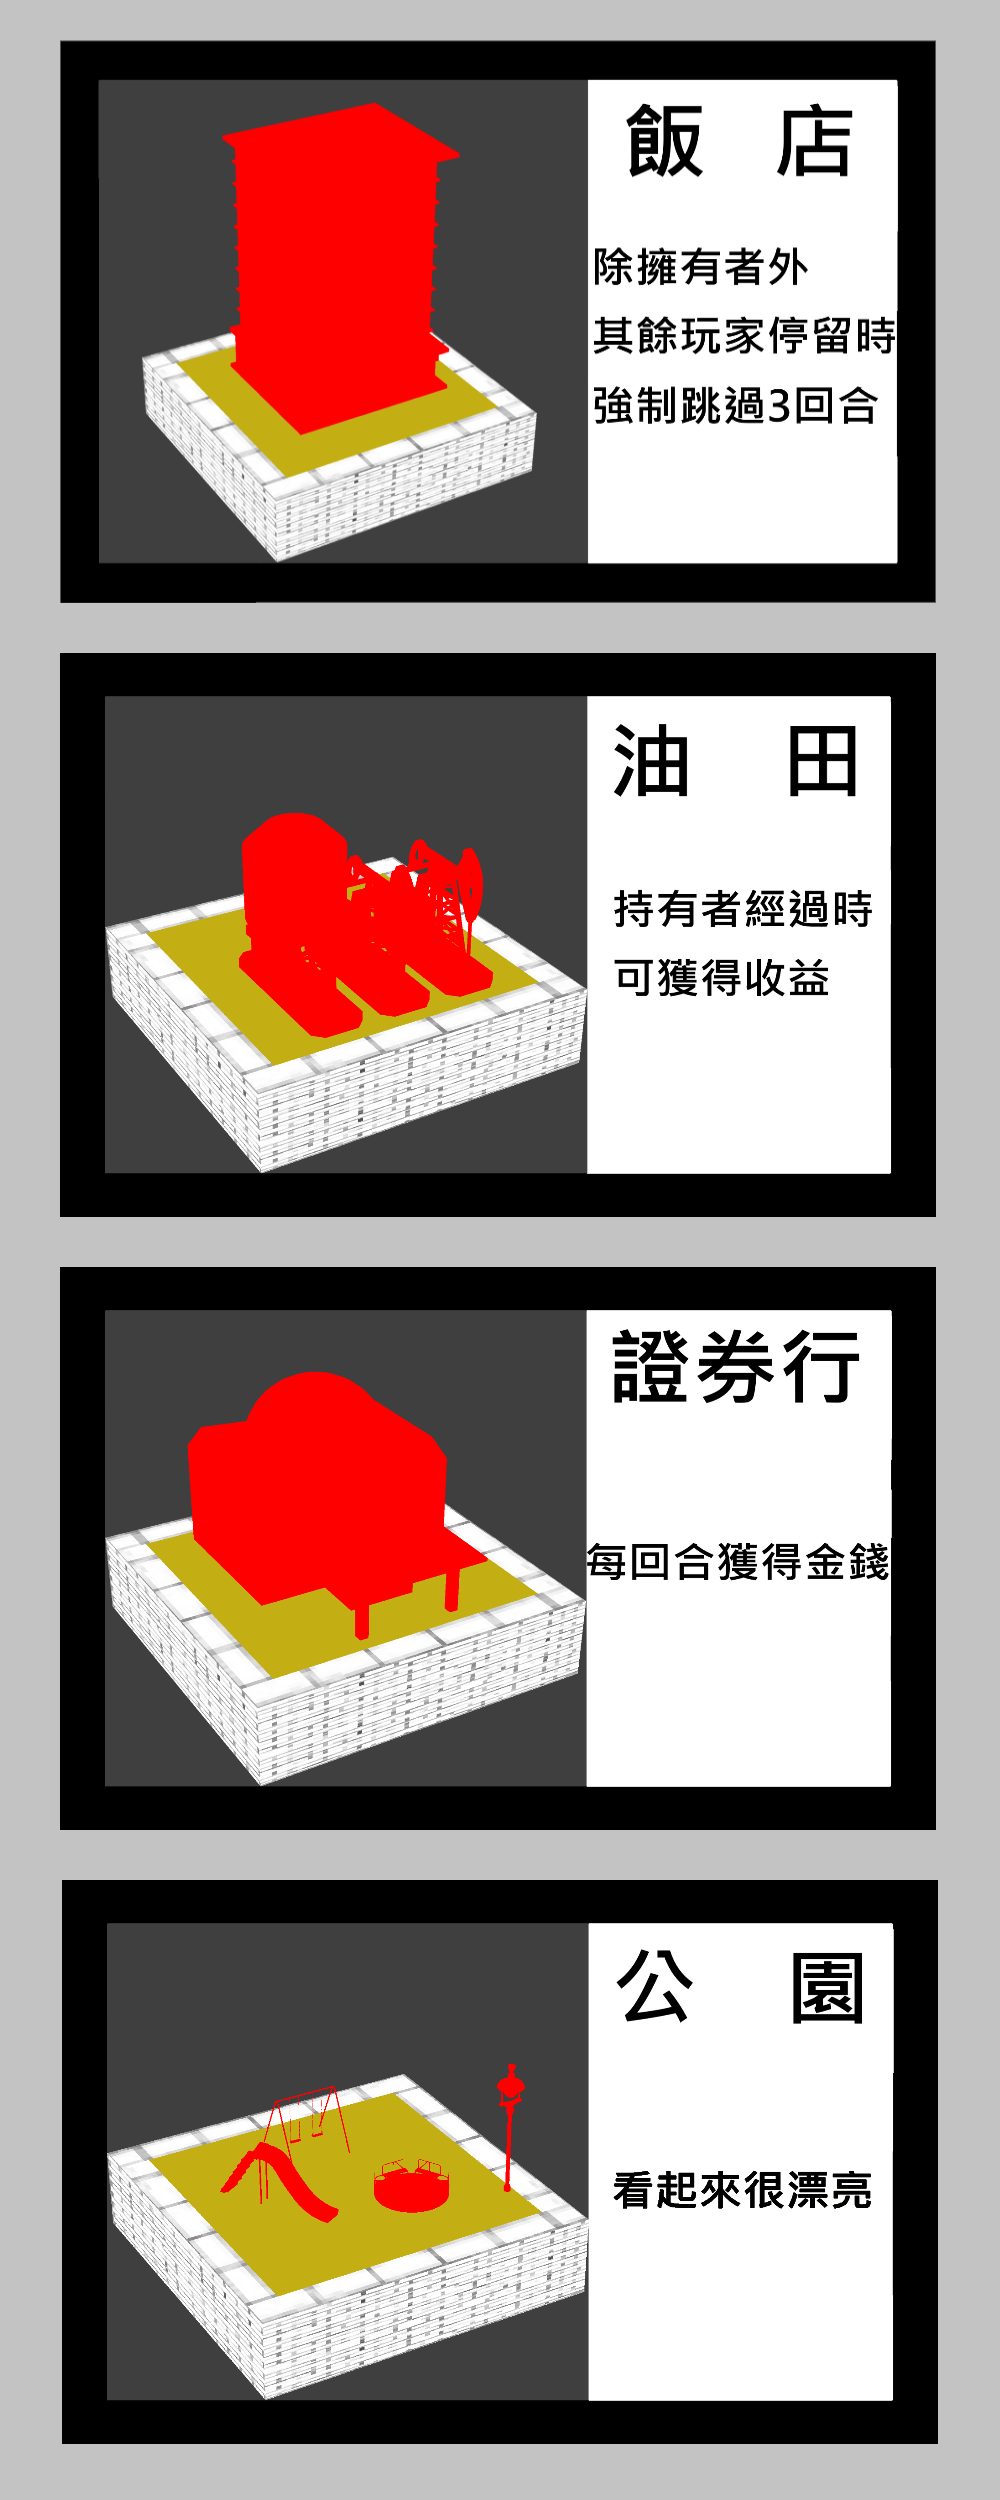 飯店
除擁有者外
其餘玩家停留時
強制跳過3回合
油田
持有者經過時
可獲得收益
證券行
每回合獲得金錢
公園
看起來很漂亮